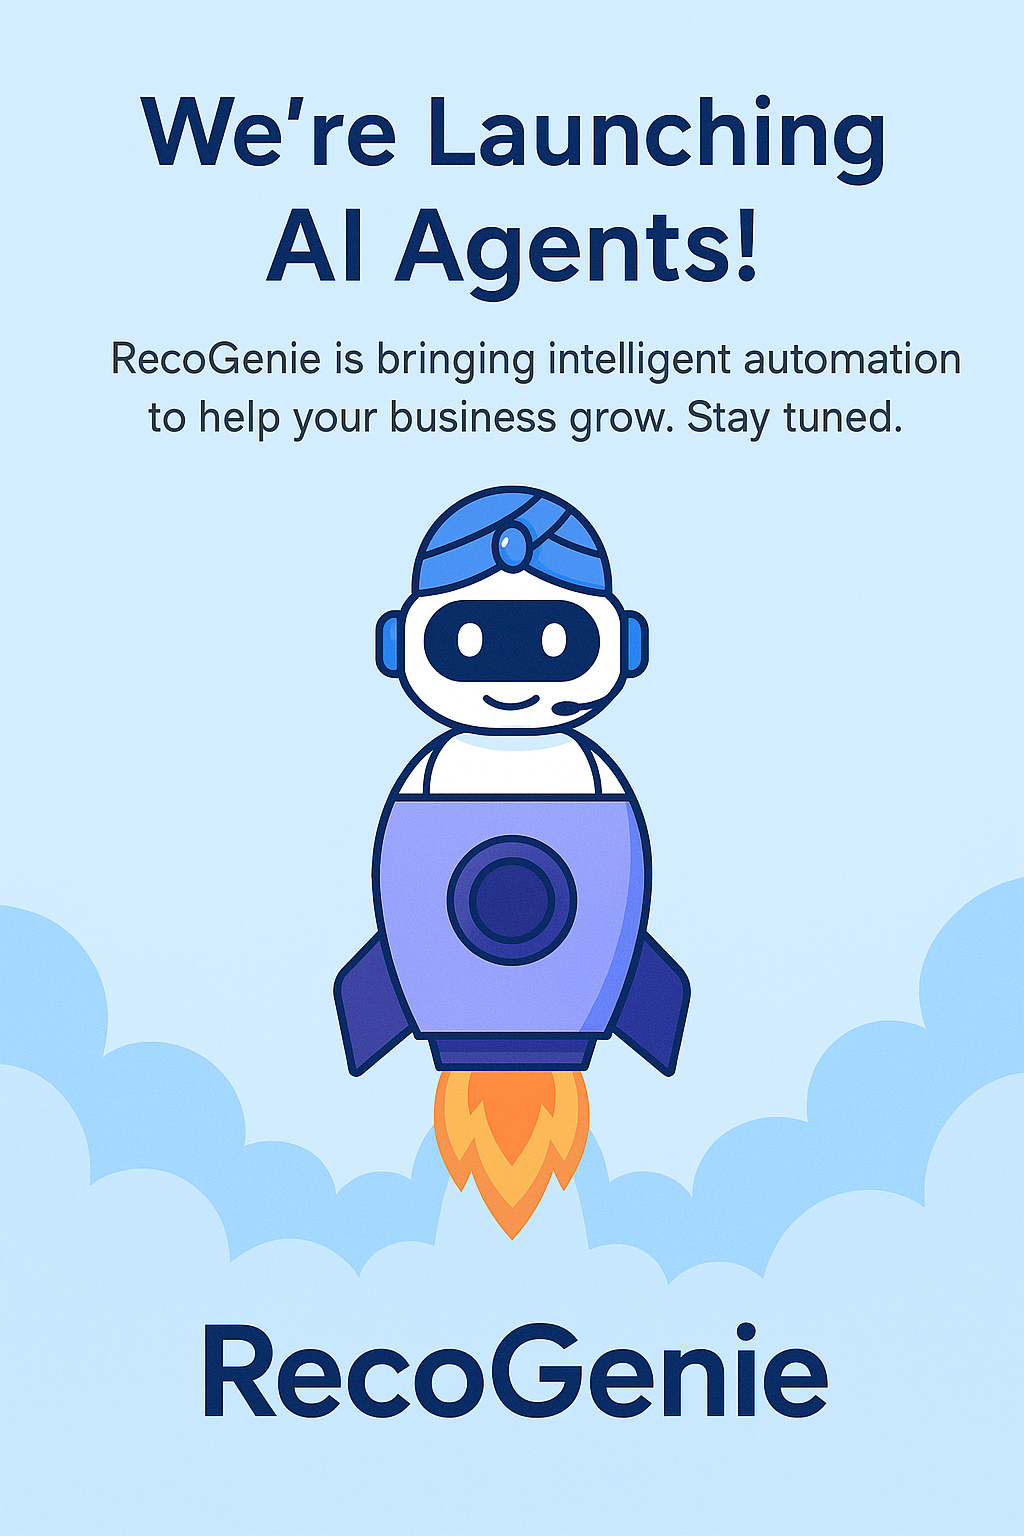 We’re Launching
AI Agents!
RecoGenie is bringing intelligent automation
to help your business grow. Stay tuned.
RecoGenie